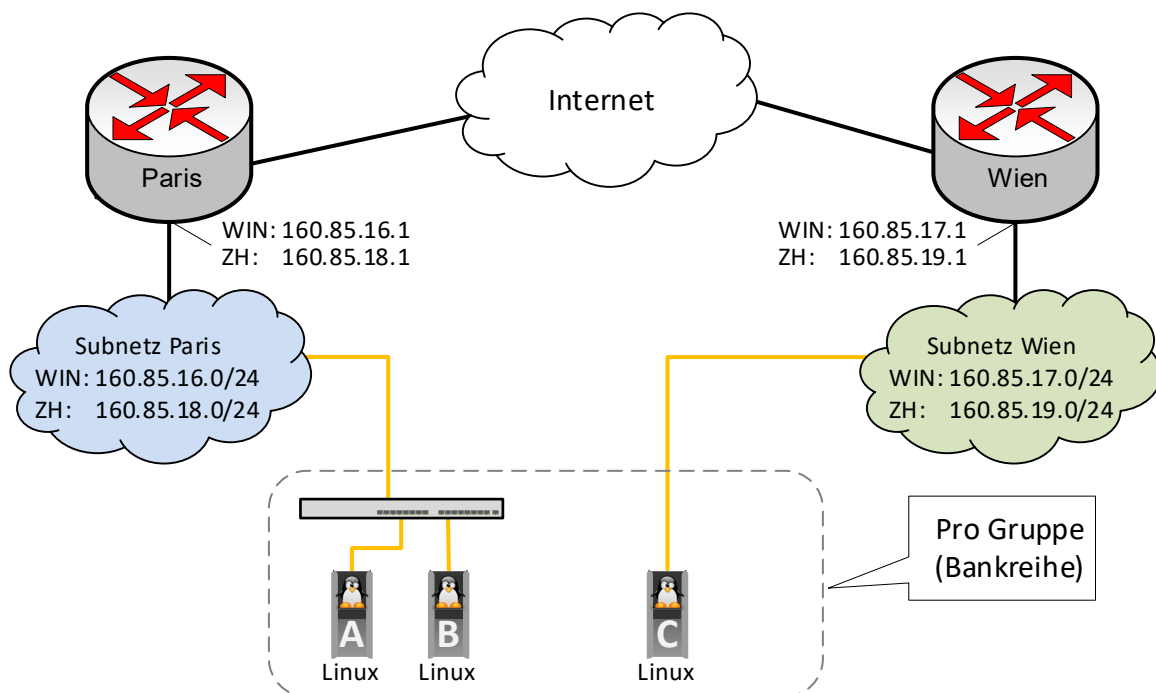 Internet
Paris
Wien
WIN: 160.85.16.1
ZH: 160.85.18.1
WIN: 160.85.17.1
ZH: 160.85.19.1
Subnetz Paris
WIN: 160.85.16.0/24
ZH: 160.85.18.0/24
Subnetz Wien
WIN: 160.85.17.0/24
ZH: 160.85.19.0/24
Pro Gruppe
(Bankreihe)
A
B
C
Linux
Linux
Linux